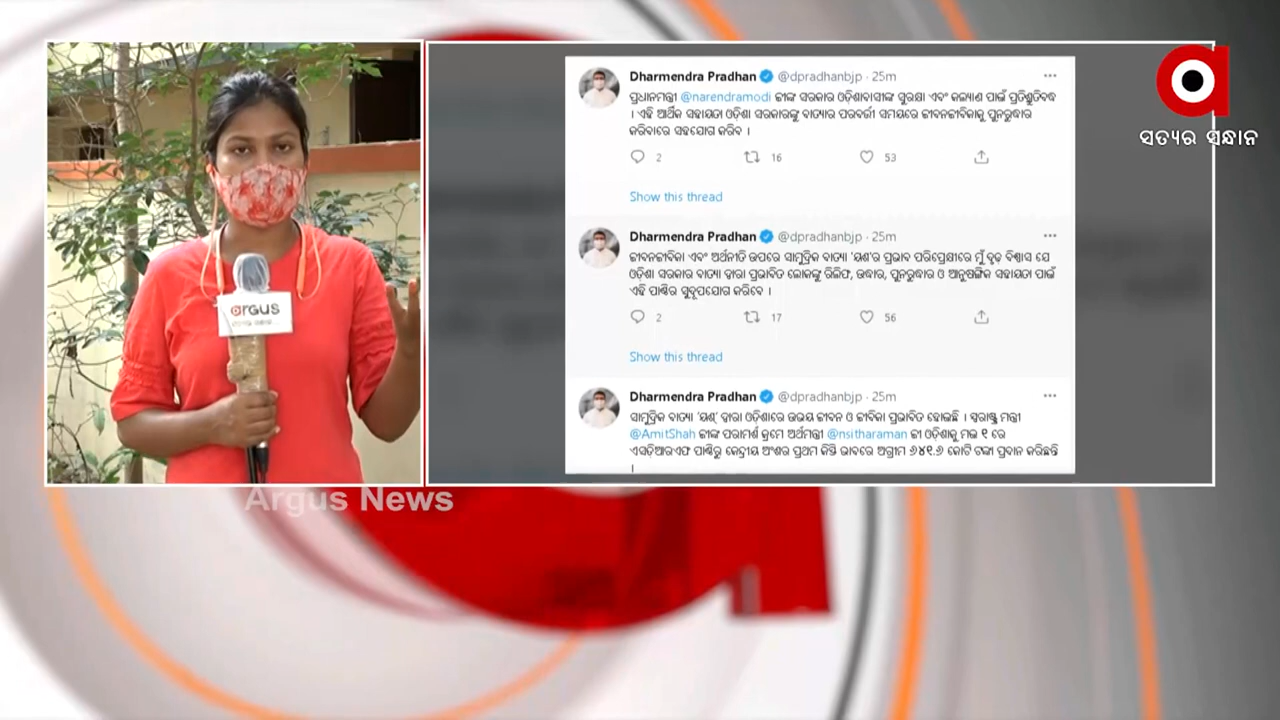 Dharmendra Pradhan @dpradhanbjp · 25m
ପ୍ରଧାନମନ୍ତ୍ରୀ @narendramodi ଜୀଙ୍କ ସରକାର ଓଡ଼ିଶାବାସୀଙ୍କ ସୁରକ୍ଷା ଏବଂ କଲ୍ୟାଣ ପାଇଁ ପ୍ରତିଶ୍ରୁତିବଦ୍ଧ
। ଏହି ଆର୍ଥିକ ସହାୟତା ଓଡ଼ିଶା ସରକାରଙ୍କୁ ବାତ୍ୟାର ପରବର୍ତ୍ତୀ ସମୟରେ ଜୀବନଜୀବିକାକୁ ପୁନରୁଦ୍ଧାର
କରିବାରେ ସହଯୋଗ କରିବ ।
2 16 53
Show this thread
Dharmendra Pradhan @dpradhanbjp · 25m
ଜୀବନଜୀବିକା ଏବଂ ଅର୍ଥନୀତି ଉପରେ ସାମୁଦ୍ରିକ ବାତ୍ୟା 'ୟଶ'ର ପ୍ରଭାବ ପରିପ୍ରେକ୍ଷୀରେ ମୁଁ ଦୃଢ଼ ବିଶ୍ୱାସ ଯେ
ଓଡ଼ିଶା ସରକାର ବାତ୍ୟା ଦ୍ୱାରା ପ୍ରଭାବିତ ଲୋକଙ୍କୁ ରିଲିଫ, ଉଦ୍ଧାର, ପୁନରୁଦ୍ଧାର ଓ ଆନୁଷଙ୍ଗିକ ସହାୟତା ପାଇଁ
ଏହି ପାଣ୍ଠିର ସୁଦୂପଯୋଗ କରିବେ ।
2 17 56
Show this thread
Dharmendra Pradhan @dpradhanbjp · 25m
ସାମୁଦ୍ରିକ ବାତ୍ୟା 'ୟଶ୍' ଦ୍ୱାରା ଓଡ଼ିଶାରେ ଉଭୟ ଜୀବନ ଓ ଜୀବିକା ପ୍ରଭାବିତ ହୋଇଛି । ସ୍ବରାଷ୍ଟ୍ର ମନ୍ତ୍ରୀ
@AmitShah ଜୀଙ୍କ ପରାମର୍ଶ କ୍ରମେ ଅର୍ଥମନ୍ତ୍ରୀ @nsitharaman ଜୀ ଓଡ଼ିଶାକୁ ମଇ ୧ ରେ
ଏସଡ଼ିଆରଏଫ ପାଣ୍ଠିରୁ କେନ୍ଦ୍ରୀୟ ଅଂଶର ପ୍ରଥମ କିସ୍ତି ଭାବରେ ଅଗ୍ରୀମ ୬୪୧.୬ କୋଟି ଟଙ୍କା ପ୍ରଦାନ କରିଛନ୍ତି
।
ସତ୍ୟର ସନ୍ଧାନ
argus
Argus News